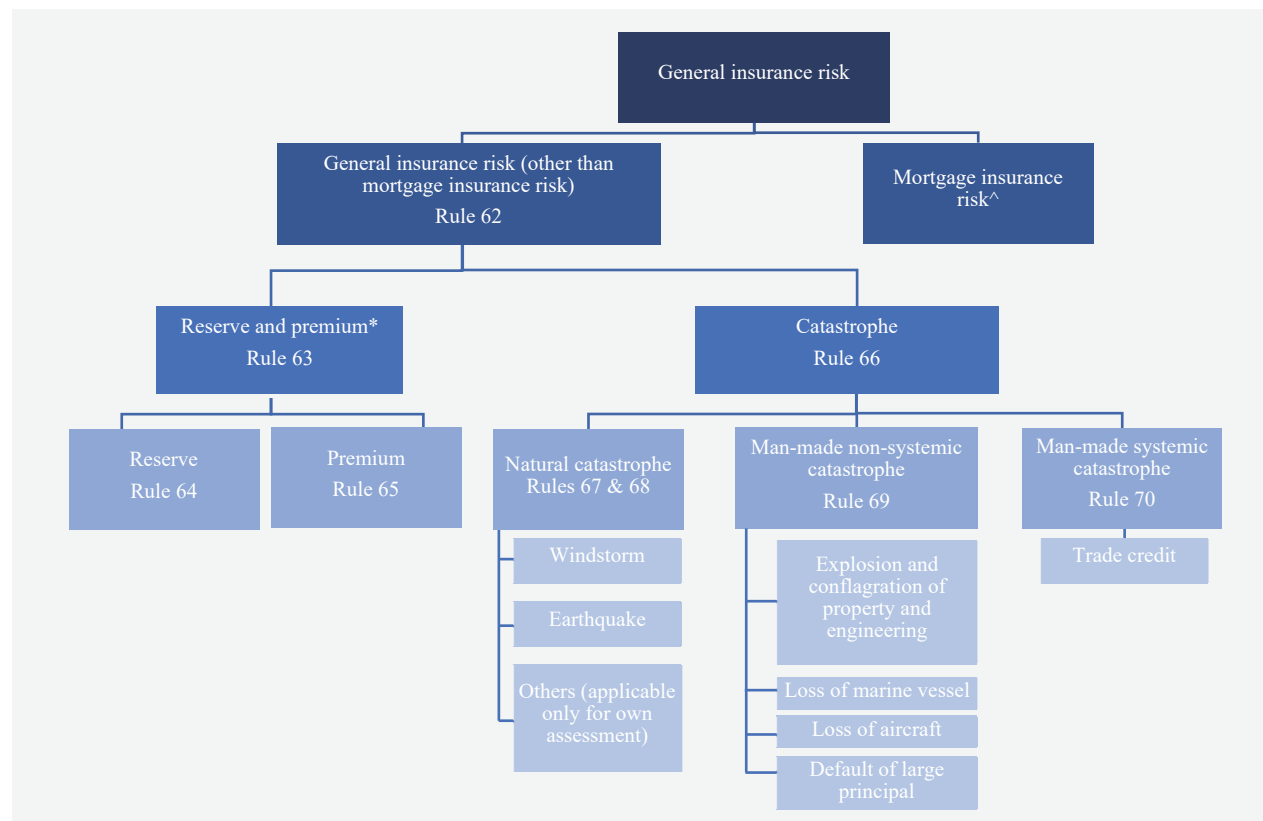 General insurance risk
General insurance risk (other than
mortgage insurance risk)
Rule 62
Mortgage insurance
risk^
Reserve and premium*
Rule 63
Catastrophe
Rule 66
Reserve
Rule 64
Premium
Rule 65
Natural catastrophe
Rules 67 & 68
Windstorm
Earthquake
Others (applicable
only for own
assessment)
Man-made non-systemic
catastrophe
Rule 69
Explosion and
conflagration of
property and
engineering
Loss of marine vessel
Loss of aircraft
Default of large
principal
Man-made systemic
catastrophe
Rule 70
Trade credit